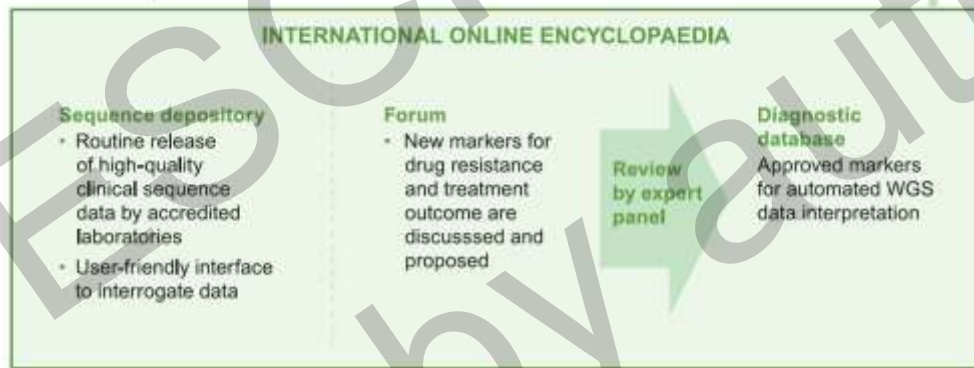 INTERNATIONAL ONLINE ENCYCLOPAEDIA
Sequence depository
• Routine release
of high-quality
clinical sequence
data by accredited
laboratories
• User-friendly interface
to interrogate data
Forum
• New markers for
drug resistance
and treatment
outcome are
discusssed and
proposed
Review
by expert
panel
Diagnostic
database
Approved markers
for automated WGS
data interpretation
by aut